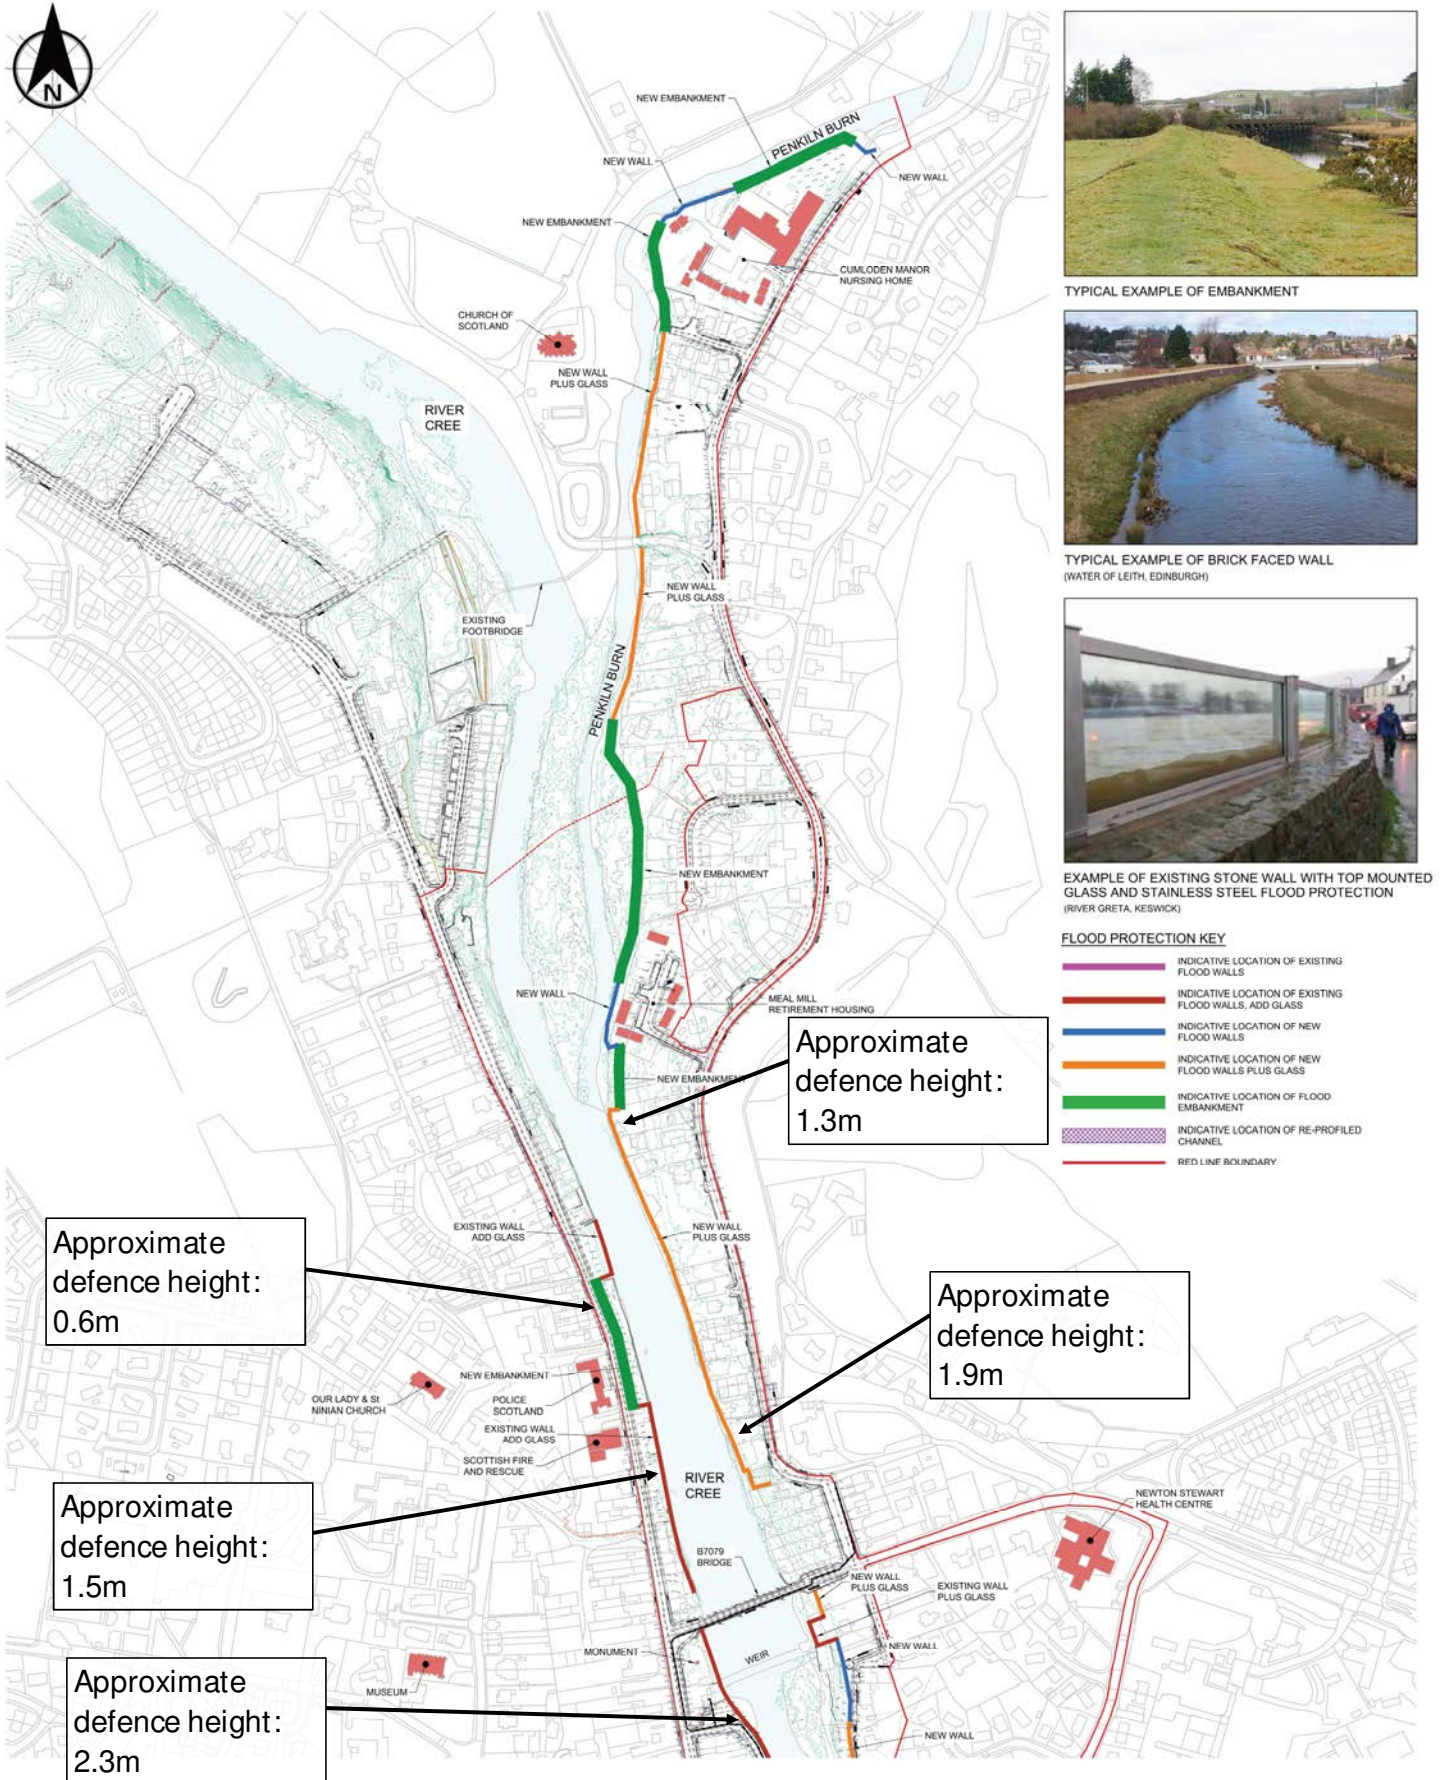 N
NEW EMBANKMENT
PENKILN BURN
NEW WALL
NEW WALL
NEW EMBANKMENT
CUMLODEN MANOR
NURSING HOME
CHURCH OF
SCOTLAND
NEW WALL
PLUS GLASS
RIVER
CREE
NEW WALL
PLUS GLASS
EXISTING
FOOTBRIDGE
PENKILN BURN
NEW EMBANKMENT
NEW WALL
MEAL MILL
RETIREMENT HOUSING
NEW EMBANKMENT
Approximate
defence height:
1.3m
EXISTING WALL
ADD GLASS
NEW WALL
PLUS GLASS
Approximate
defence height:
0.6m
Approximate
defence height:
1.9m
NEW EMBANKMENT
OUR LADY & St
NINIAN CHURCH
POLICE
SCOTLAND
EXISTING WALL
ADD GLASS
SCOTTISH FIRE
AND RESCUE
RIVER
CREE
Approximate
defence height:
1.5m
NEWTON STEWART
HEALTH CENTRE
B7079
BRIDGE
NEW WALL
PLUS GLASS
EXISTING WALL
PLUS GLASS
MONUMENT
WEIR
NEW WALL
MUSEUM
Approximate
defence height:
2.3m
NEW WALL
TYPICAL EXAMPLE OF EMBANKMENT
TYPICAL EXAMPLE OF BRICK FACED WALL
(WATER OF LEITH, EDINBURGH)
EXAMPLE OF EXISTING STONE WALL WITH TOP MOUNTED
GLASS AND STAINLESS STEEL FLOOD PROTECTION
(RIVER GRETA, KESWICK)
FLOOD PROTECTION KEY
INDICATIVE LOCATION OF EXISTING
FLOOD WALLS
INDICATIVE LOCATION OF EXISTING
FLOOD WALLS, ADD GLASS
INDICATIVE LOCATION OF NEW
FLOOD WALLS
INDICATIVE LOCATION OF NEW
FLOOD WALLS PLUS GLASS
INDICATIVE LOCATION OF FLOOD
EMBANKMENT
INDICATIVE LOCATION OF RE-PROFILED
CHANNEL
RED LINE BOUNDARY